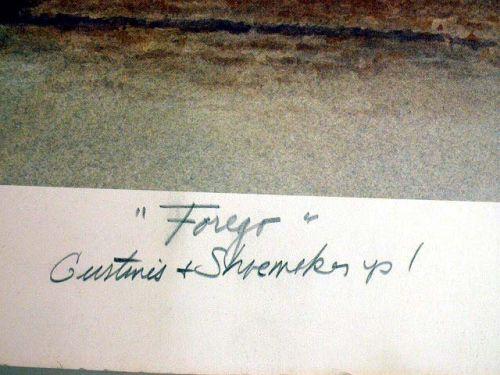 "Forego"
Gustines + Shoemaker up!